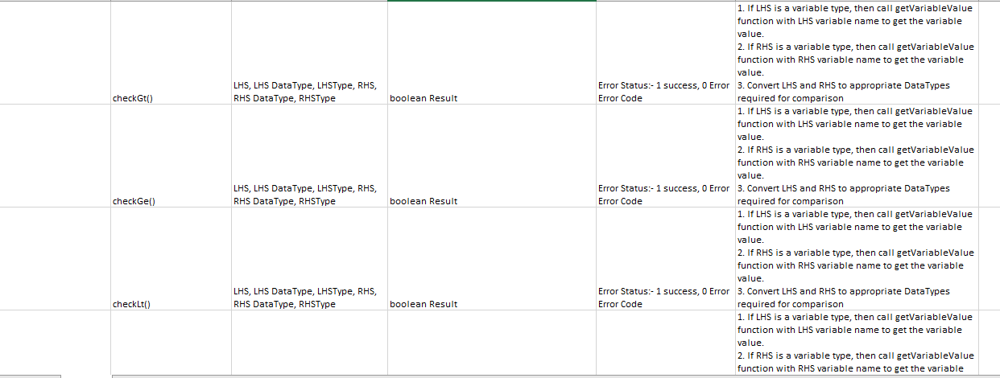 1. If LHS is a variable type, then call getVariableValue
function with LHS variable name to get the variable
value.
2. If RHS is a variable type, then call getVariableValue
function with RHS variable name to get the variable
value.
LHS, LHS DataType, LHSType, RHS, Error Status:- 1 success, 0 Error 3. Convert LHS and RHS to appropriate DataTypes
checkGt() RHS DataType, RHSType boolean Result Error Code required for comparison
1. If LHS is a variable type, then call getVariableValue
function with LHS variable name to get the variable
value.
2. If RHS is a variable type, then call getVariableValue
function with RHS variable name to get the variable
value.
LHS, LHS DataType, LHSType, RHS, Error Status:- 1 success, 0 Error 3. Convert LHS and RHS to appropriate DataTypes
checkGe() RHS DataType, RHSType boolean Result Error Code required for comparison
1. If LHS is a variable type, then call getVariableValue
function with LHS variable name to get the variable
value.
2. If RHS is a variable type, then call getVariableValue
function with RHS variable name to get the variable
value.
LHS, LHS DataType, LHSType, RHS, Error Status:- 1 success, 0 Error 3. Convert LHS and RHS to appropriate DataTypes
checkLt() RHS DataType, RHSType boolean Result Error Code required for comparison
1. If LHS is a variable type, then call getVariableValue
function with LHS variable name to get the variable
value.
2. If RHS is a variable type, then call getVariableValue
function with RHS variable name to get the variable